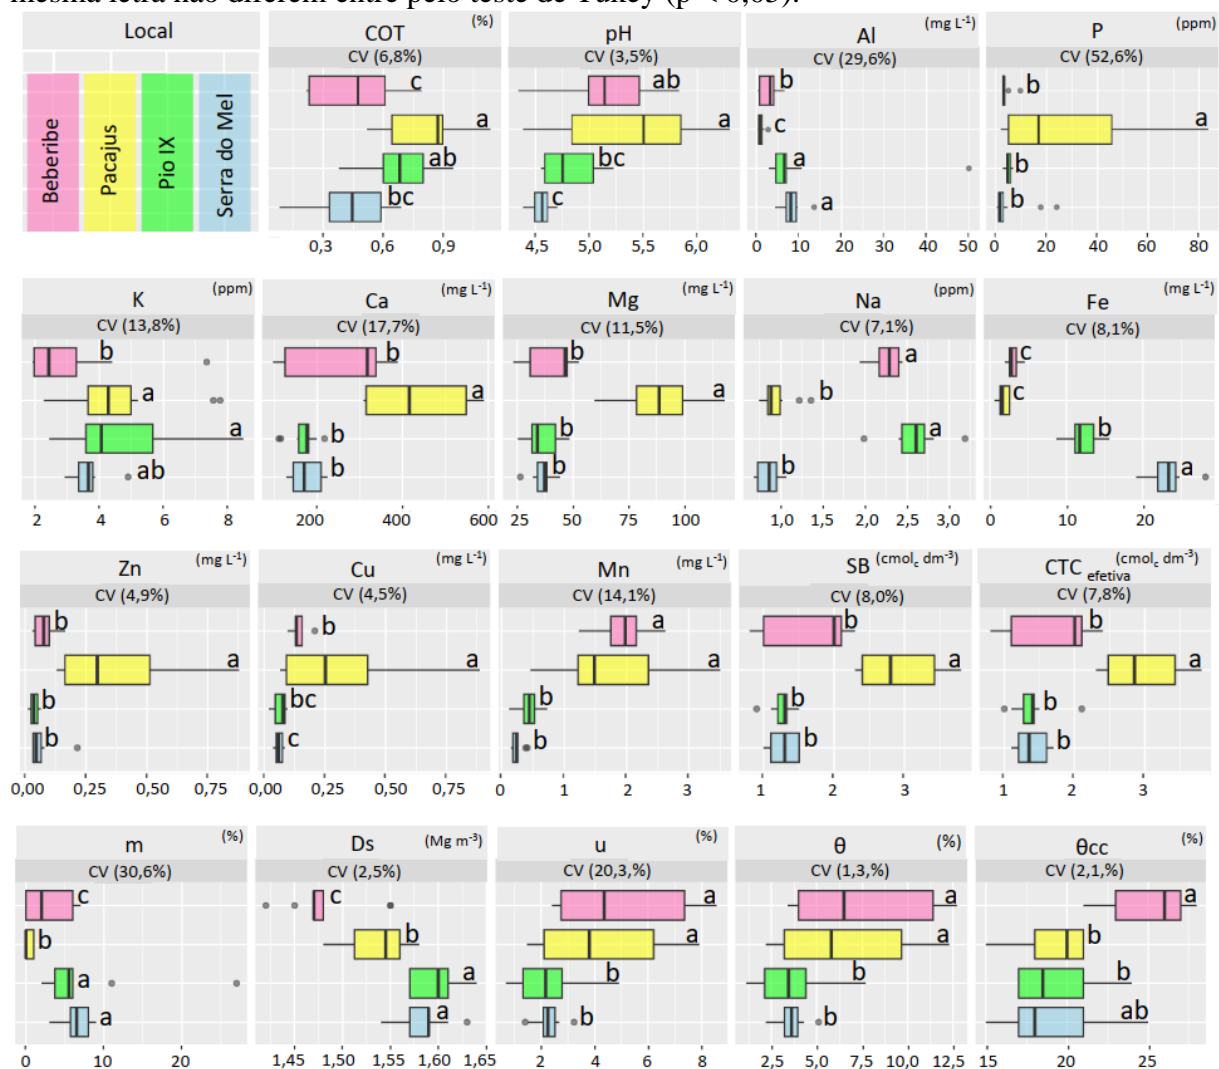 mesma letra não diferem entre pelo teste de Tukey (p < 0,05).
Local
Beberibe
Pacajus
Pio IX
Serra do Mel
COT (%)
CV (6,8%)
c
a
ab
bc
0,3 0,6 0,9
pH
CV (3,5%)
ab
a
bc
c
4,5 5,0 5,5 6,0
Al (mg L-1)
CV (29,6%)
b
c
a
a
0 10 20 30 40 50
P (ppm)
CV (52,6%)
b
a
b
b
0 20 40 60 80
K (ppm)
CV (13,8%)
b
a
a
ab
2 4 6 8
Ca (mg L-1)
CV (17,7%)
b
a
b
b
200 400 600
Mg (mg L-1)
CV (11,5%)
b
a
b
b
25 50 75 100
Na (ppm)
CV (7,1%)
a
b
a
b
1,0 1,5 2,0 2,5 3,0
Fe (mg L-1)
CV (8,1%)
c
c
b
a
0 10 20
Zn (mg L-1)
CV (4,9%)
b
a
b
b
0,00 0,25 0,50 0,75
Cu (mg L-1)
CV (4,5%)
b
a
bc
c
0,00 0,25 0,50 0,75
Mn (mg L-1)
CV (14,1%)
a
a
b
b
0 1 2 3
SB (cmolc dm-3)
CV (8,0%)
b
a
b
b
1 2 3
CTC efetiva (cmolc dm-3)
CV (7,8%)
b
a
b
b
1 2 3
m (%)
CV (30,6%)
c
b
a
a
0 10 20
Ds (Mg m-3)
CV (2,5%)
c
b
a
a
1,45 1,50 1,55 1,60 1,65
u (%)
CV (20,3,%)
a
a
b
b
2 4 6 8
θ (%)
CV (1,3,%)
a
a
b
b
2,5 5,0 7,5 10,0 12,5
θcc (%)
CV (2,1,%)
a
b
b
ab
15 20 25